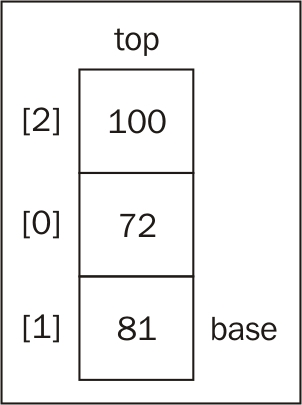 top
[2] 100
[0] 72
[1] 81 base